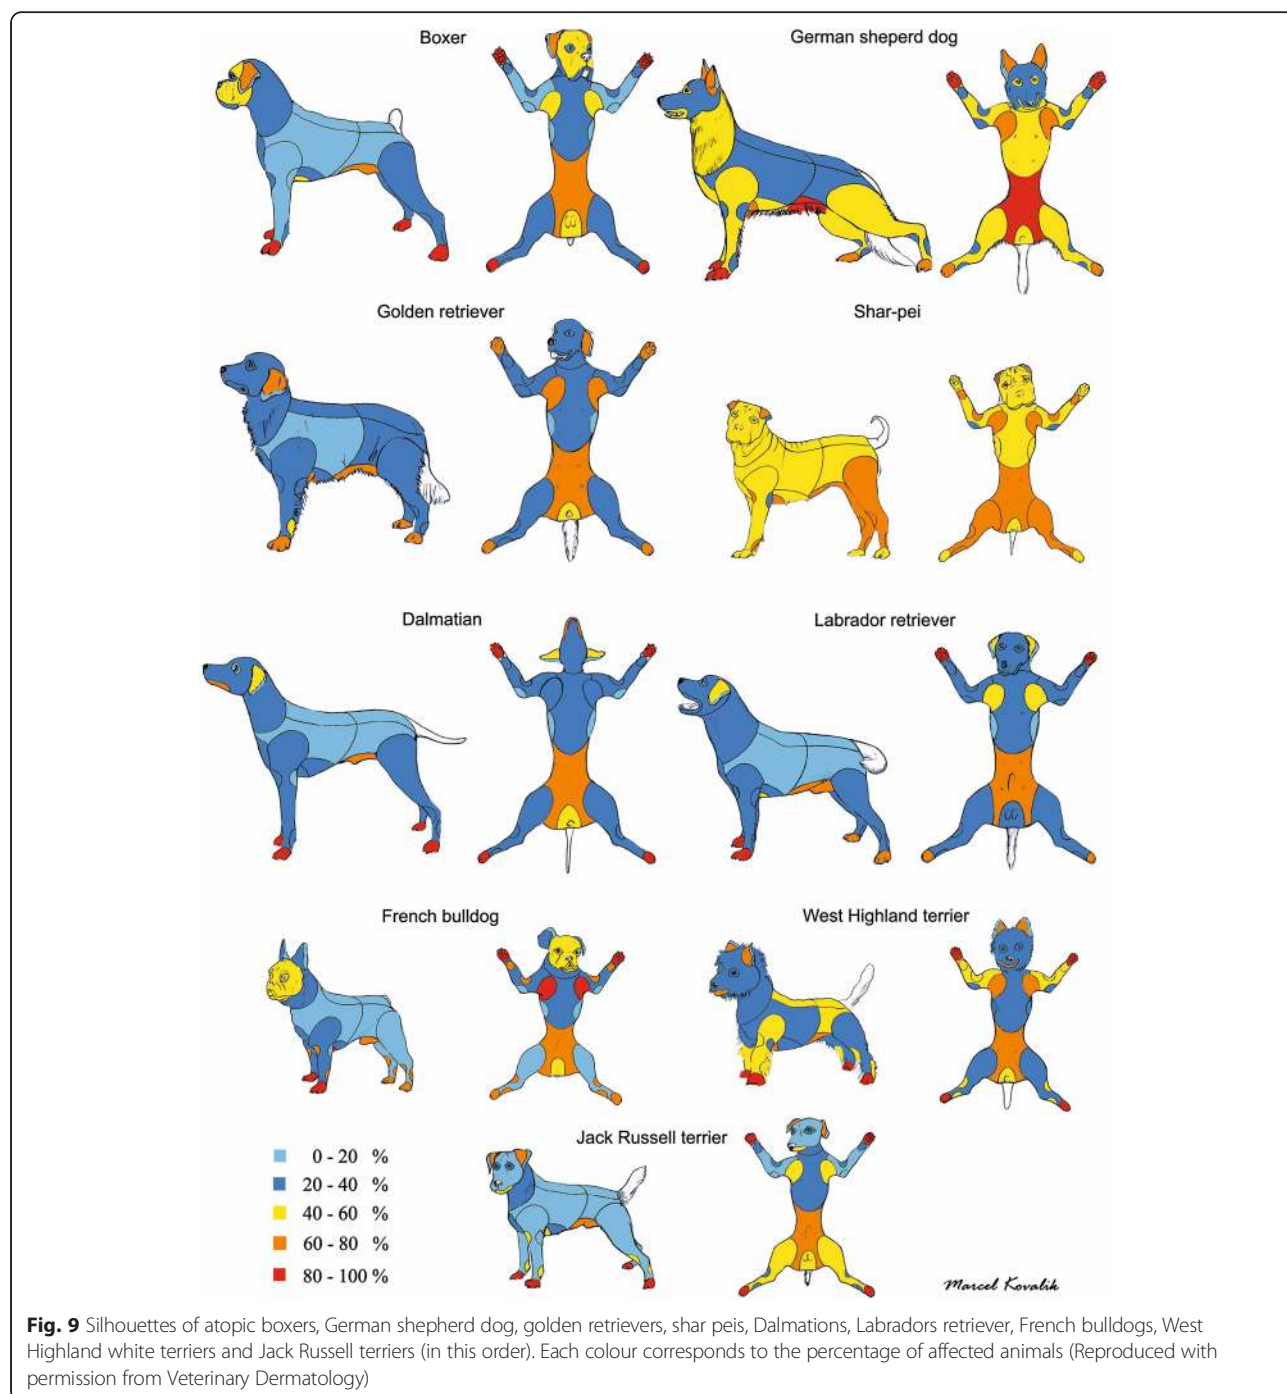 Boxer
German sheperd dog
Golden retriever
Shar-pei
Dalmatian
Labrador retriever
French bulldog
West Highland terrier
Jack Russell terrier
0 - 20 %
20 - 40 %
40 - 60 %
60 - 80 %
80 - 100 %
Marcel Kovalik
Fig. 9 Silhouettes of atopic boxers, German shepherd dog, golden retrievers, shar peis, Dalmations, Labradors retriever, French bulldogs, West
Highland white terriers and Jack Russell terriers (in this order). Each colour corresponds to the percentage of affected animals (Reproduced with
permission from Veterinary Dermatology)